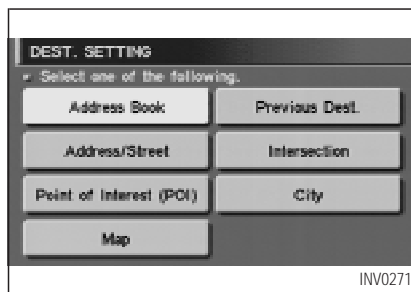 DEST. SETTING
Select one of the following.
Address Book
Previous Dest.
Address/Street
Intersection
Point of Interest (POI)
City
Map
INV0271